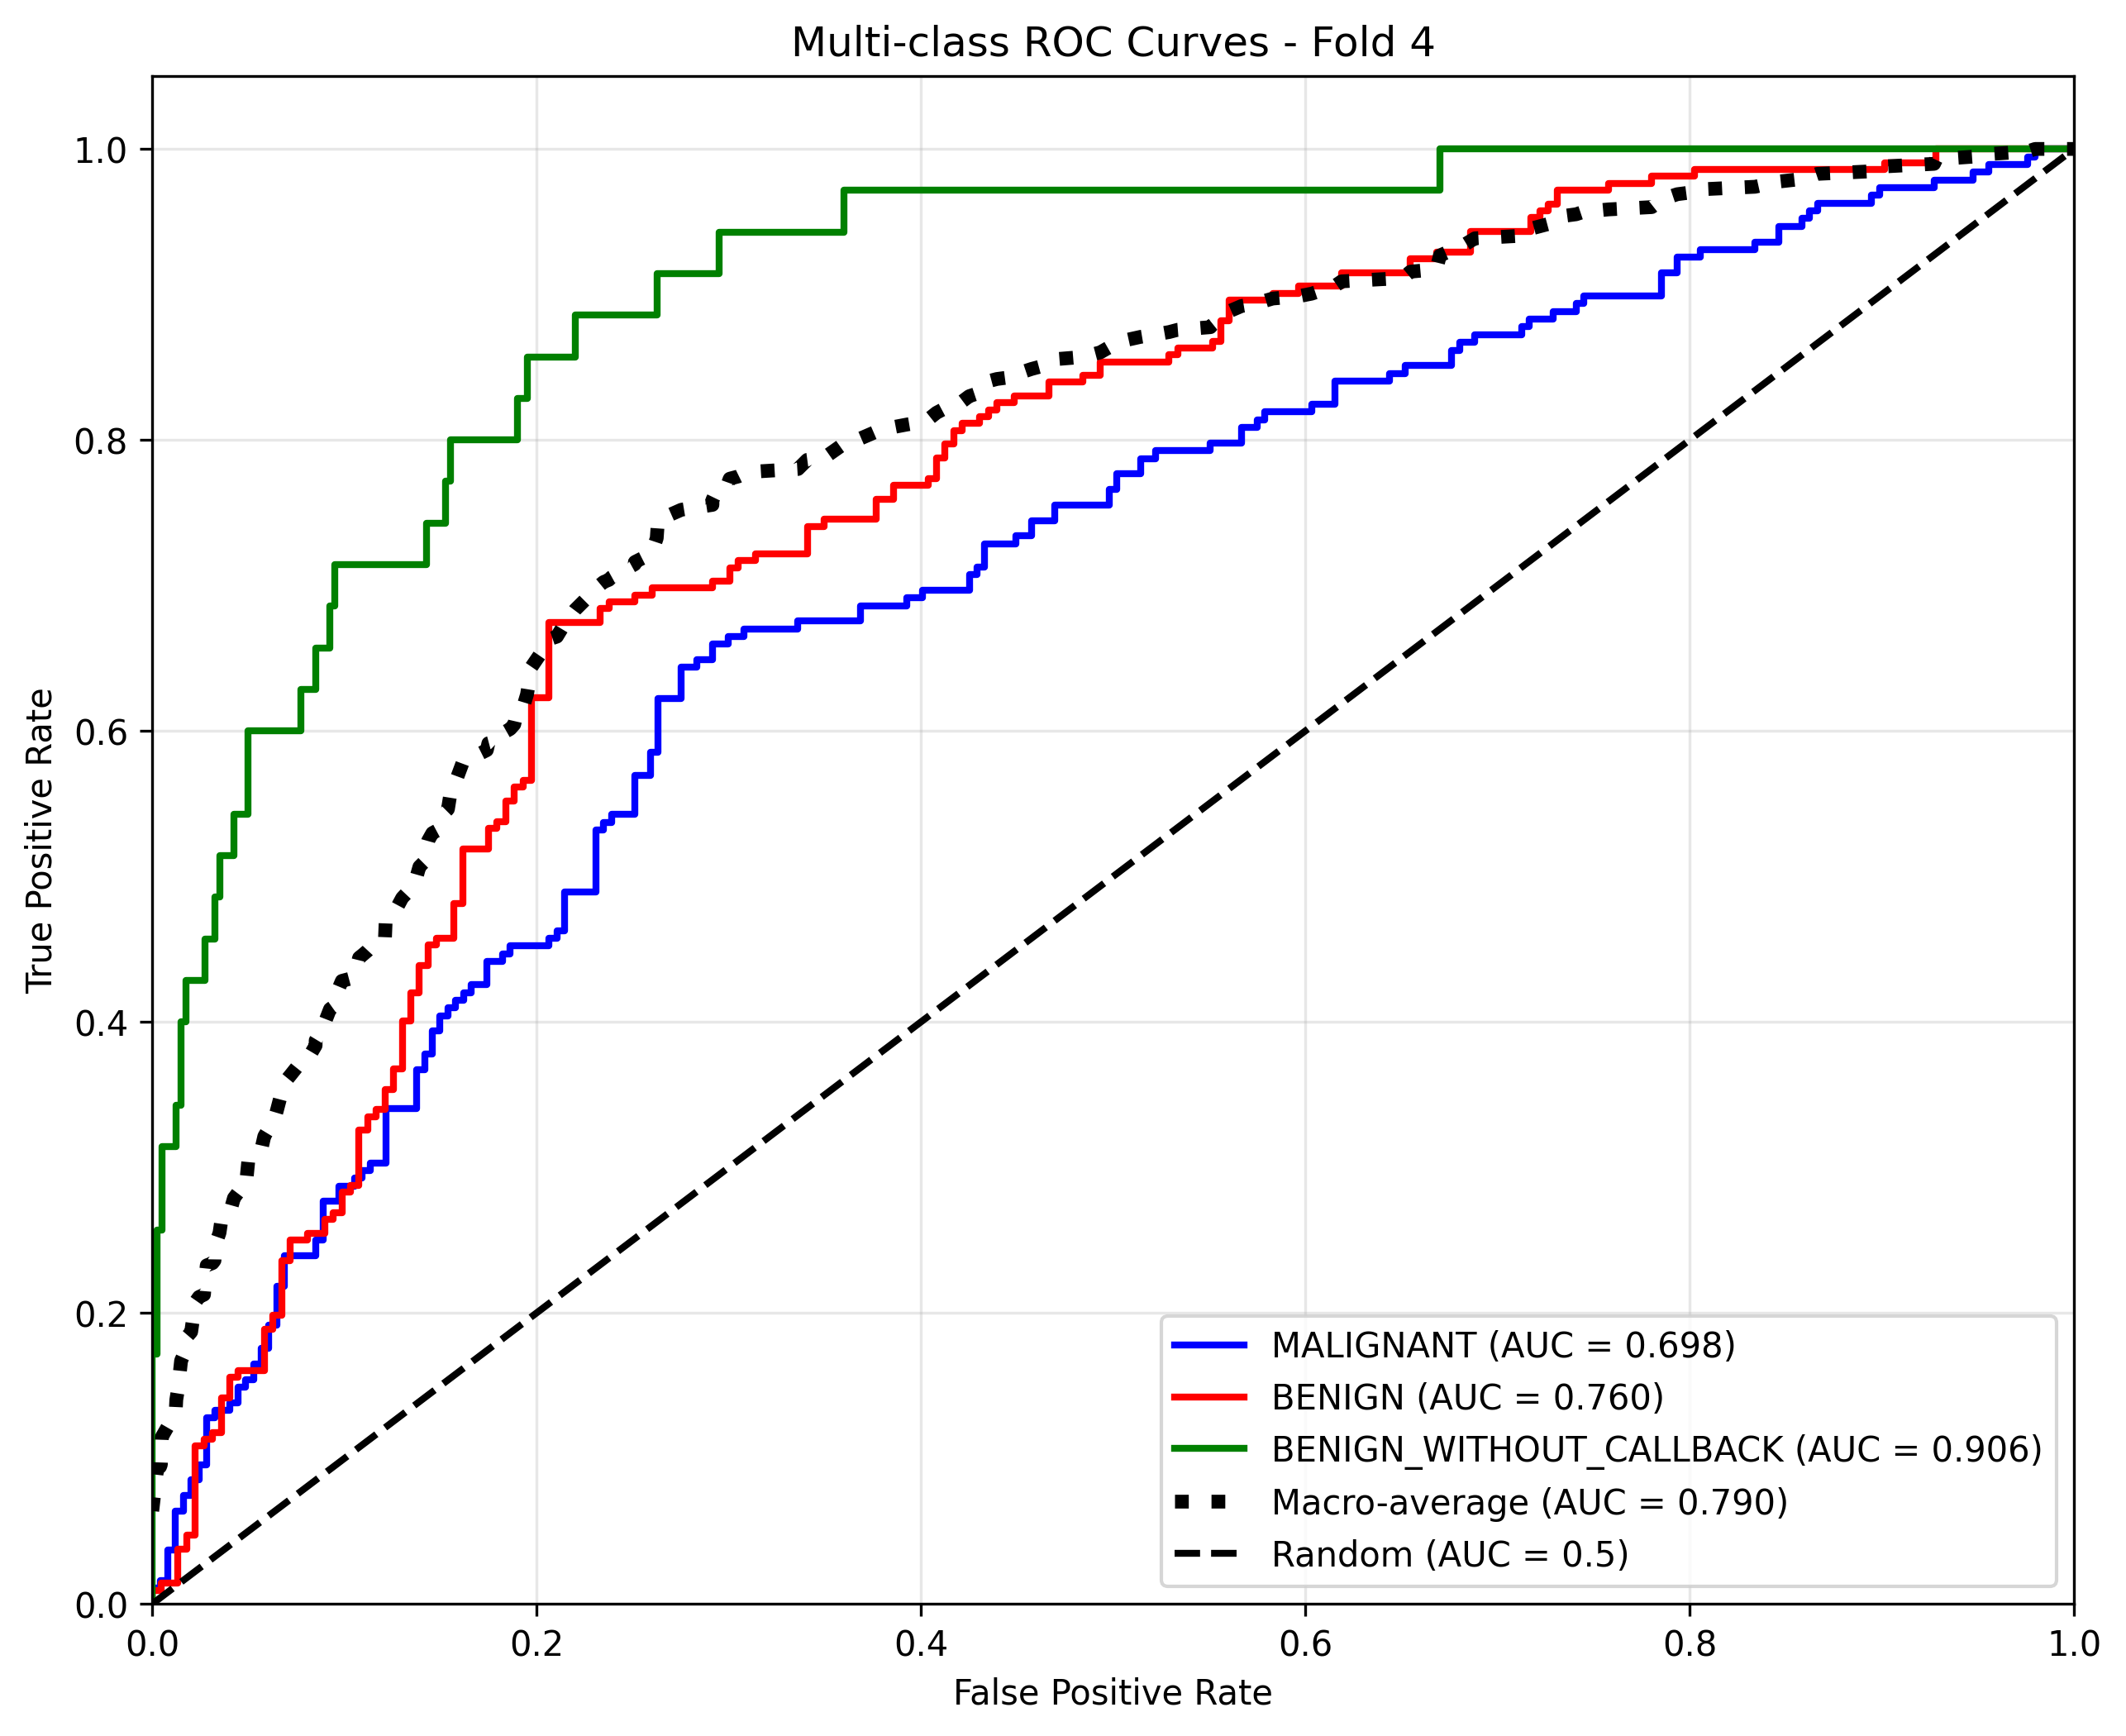 Multi-class ROC Curves - Fold 4
True Positive Rate
1.0
0.8
0.6
0.4
0.2
0.0
0.0 0.2 0.4 0.6 0.8 1.0
False Positive Rate
MALIGNANT (AUC = 0.698)
BENIGN (AUC = 0.760)
BENIGN_WITHOUT_CALLBACK (AUC = 0.906)
Macro-average (AUC = 0.790)
Random (AUC = 0.5)